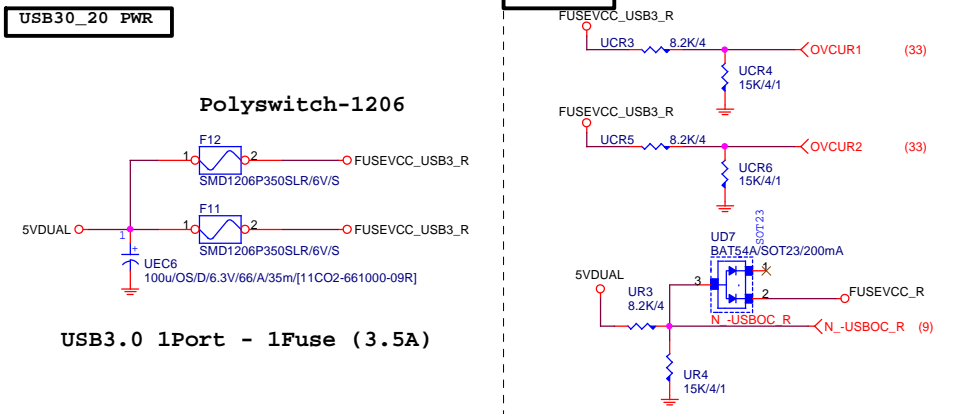 USB30_20 PWR
Polyswitch-1206
F12
1
2
FUSEVCC_USB3_R
SMD1206P350SLR/6V/S
F11
5VDUAL
1
1
2
FUSEVCC_USB3_R
SMD1206P350SLR/6V/S
+
UEC6
100u/OS/D/6.3V/66/A/35m/[11CO2-661000-09R]
USB3.0 1Port - 1Fuse (3.5A)
FUSEVCC_USB3_R
UCR3
8.2K/4
OVCUR1
(33)
UCR4
15K/4/1
FUSEVCC_USB3_R
UCR5
8.2K/4
OVCUR2
(33)
UCR6
15K/4/1
SOT23
UD7
BAT54A/SOT23/200mA
1
5VDUAL
3
2
FUSEVCC_R
UR3
8.2K/4
N_-USBOC_R
N_-USBOC_R
(9)
UR4
15K/4/1